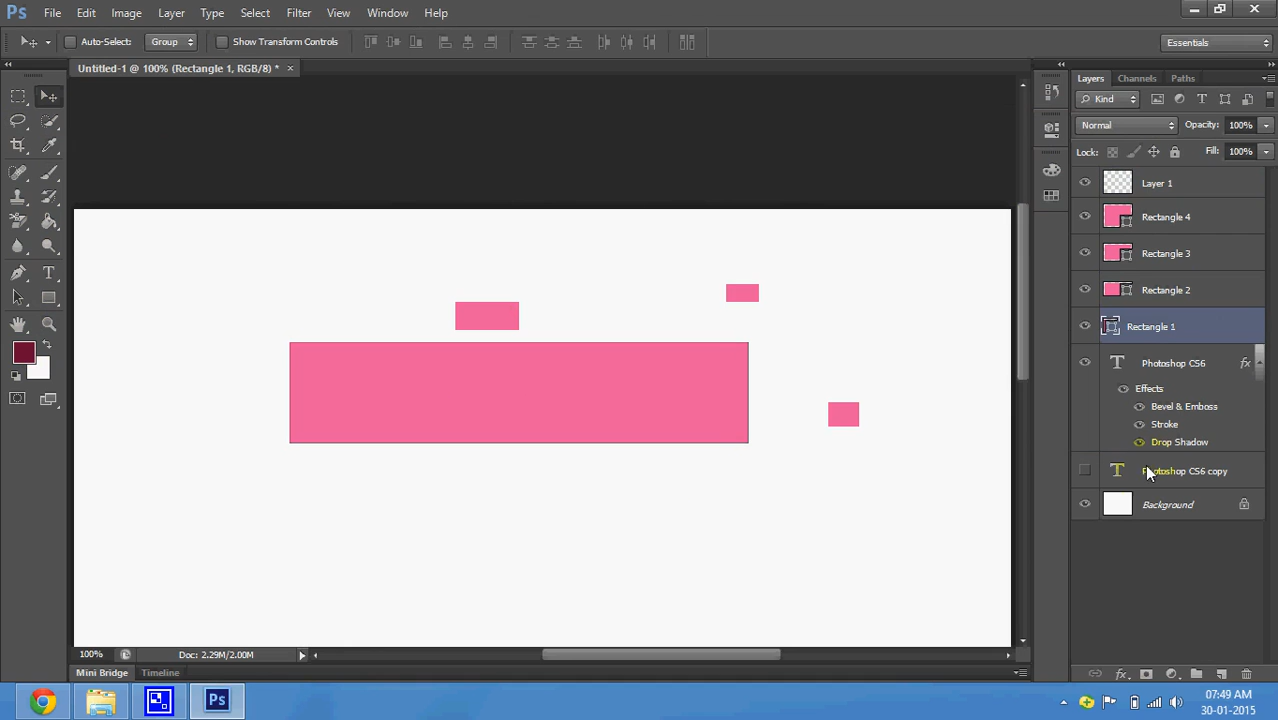 Ps File Edit Image Layer Type Select Filter View Window Help
Auto-Select: Group Show Transform Controls Essentials
Untitled-1 @ 100% (Rectangle 1, RGB/8) *
Layers Channels Paths
Kind
Normal Opacity: 100%
Lock: Fill: 100%
Layer 1
Rectangle 4
Rectangle 3
Rectangle 2
Rectangle 1
Photoshop CS6 fx
Effects
Bevel & Emboss
Stroke
Drop Shadow
Photoshop CS6 copy
Background
100% Doc: 2.29M/2.00M
Mini Bridge Timeline
fx
Ps
07:49 AM
30-01-2015